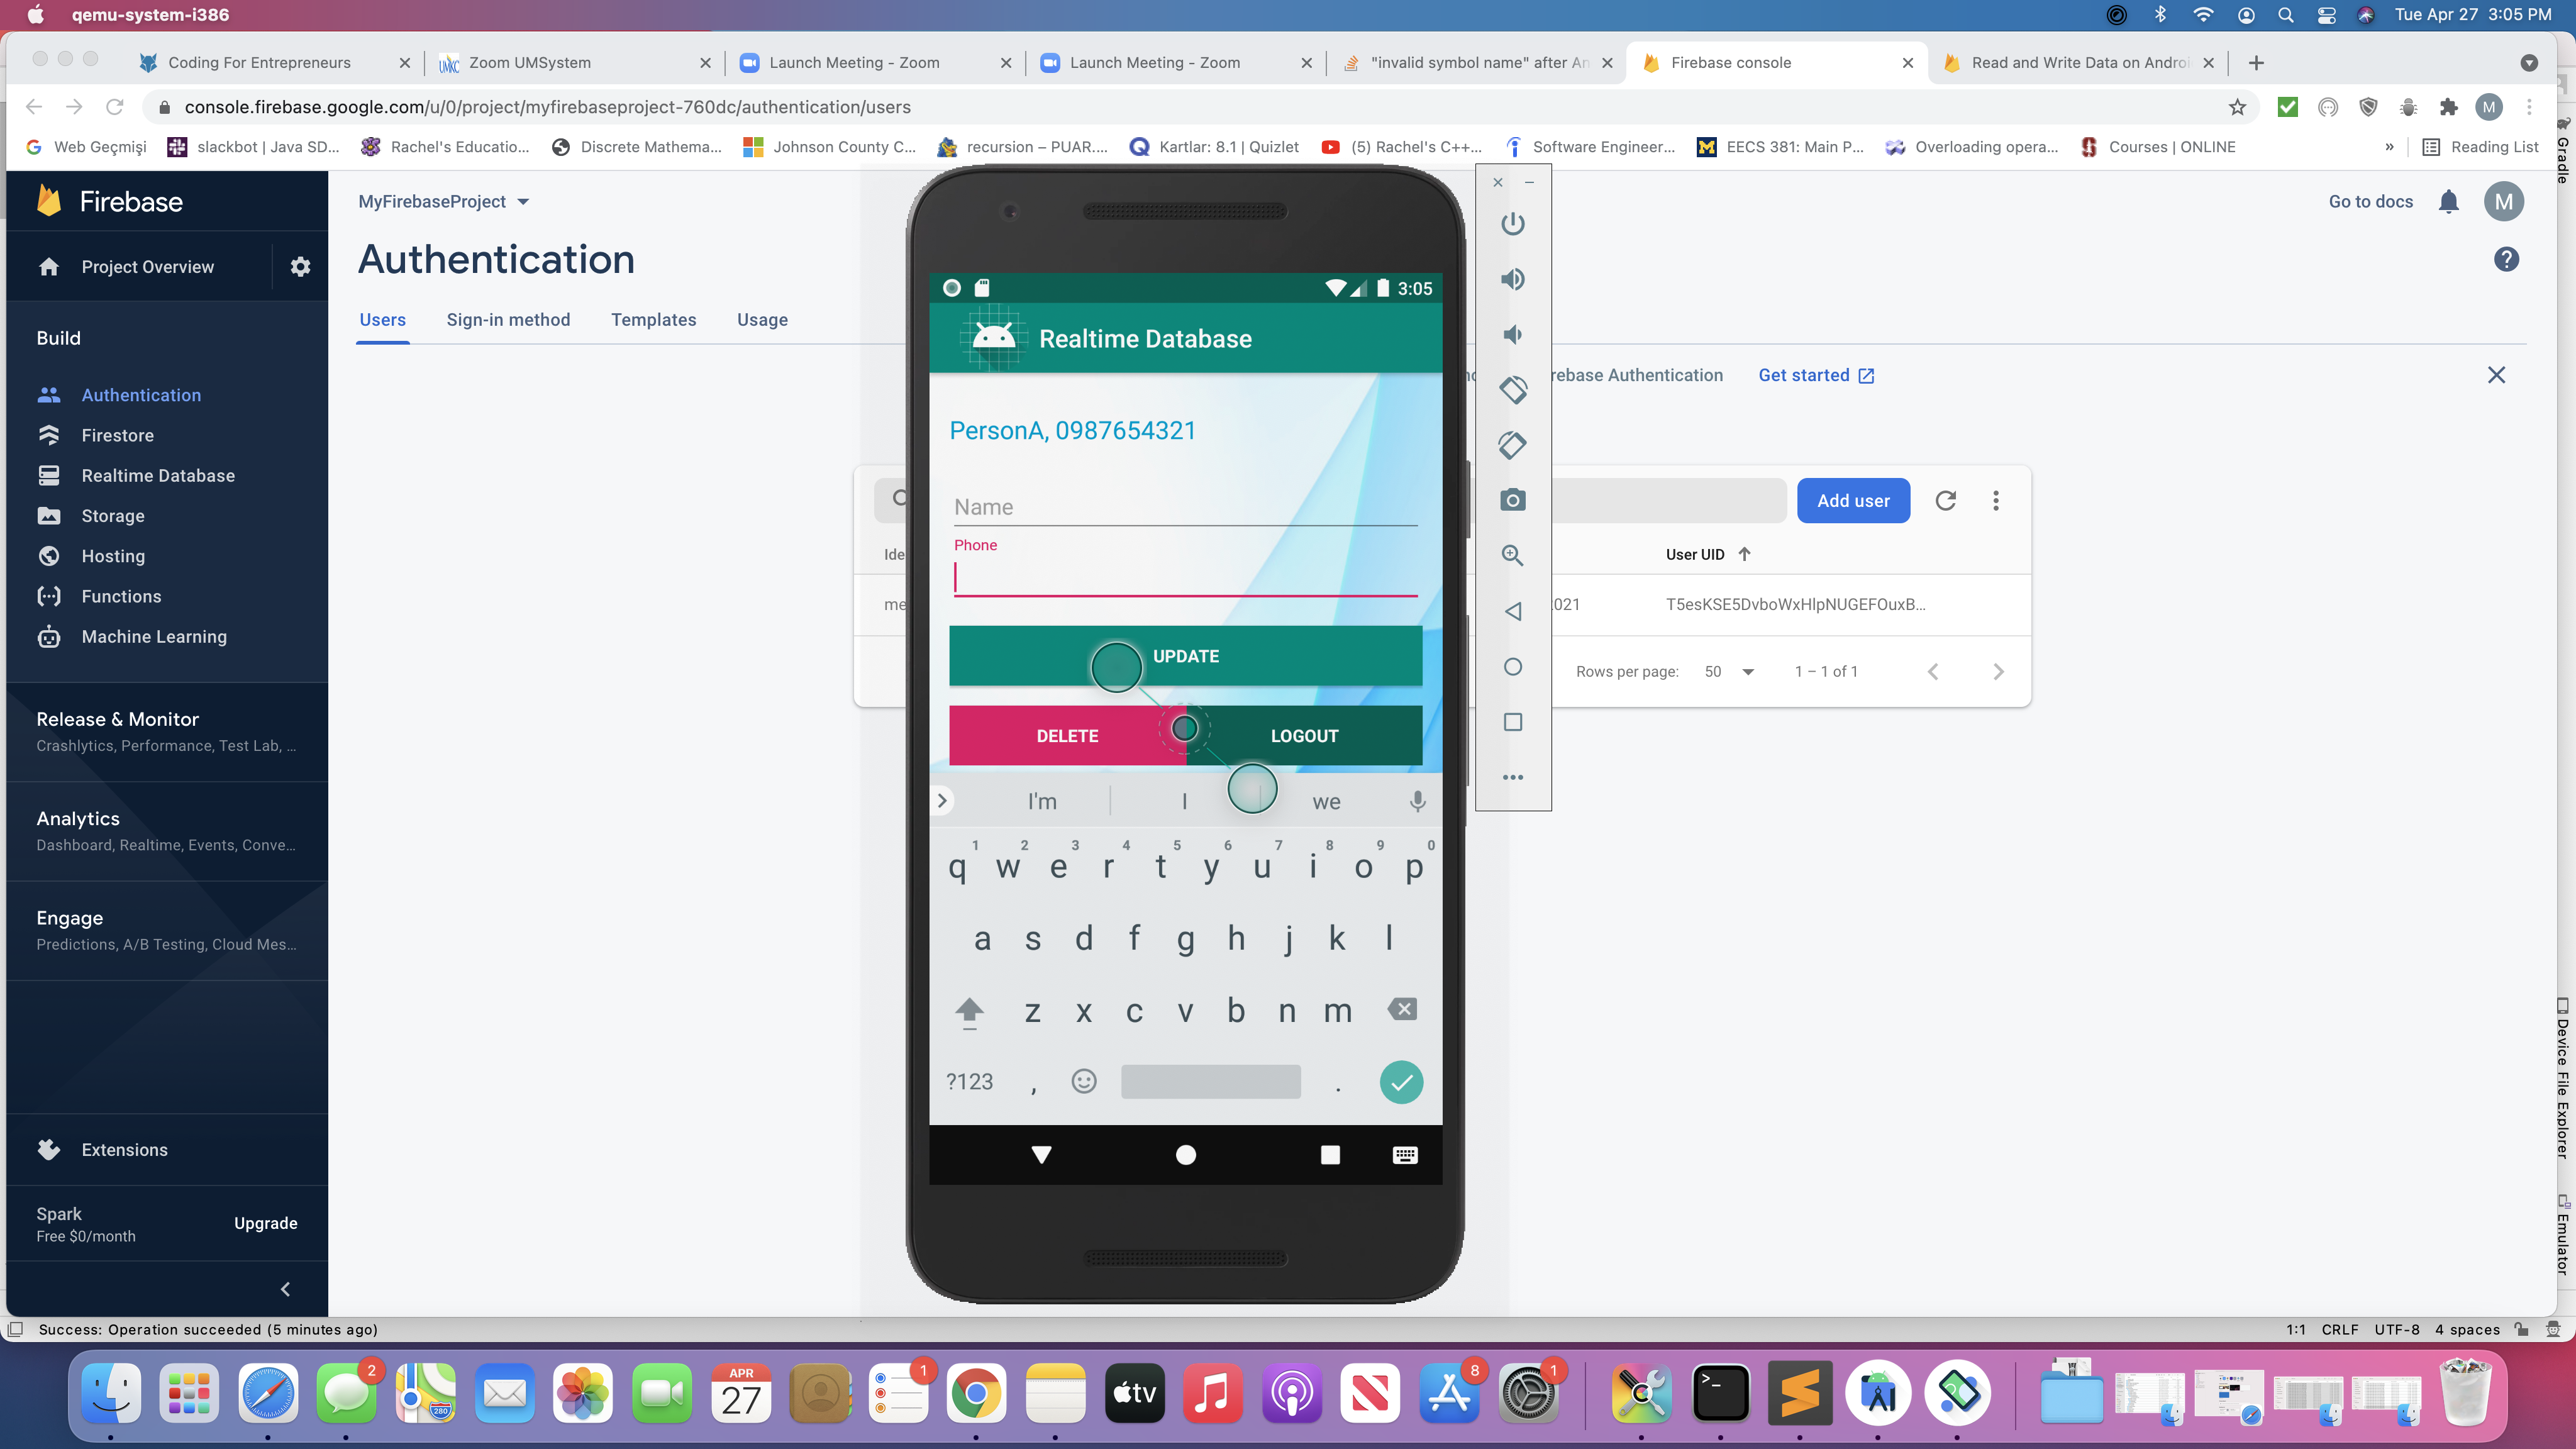 qemu-system-i386
Tue Apr 27 3:05 PM
Coding For Entrepreneurs
Zoom UMSystem
Launch Meeting - Zoom
Launch Meeting - Zoom
"invalid symbol name" after An
Firebase console
Read and Write Data on Androi
console.firebase.google.com/u/0/project/myfirebaseproject-760dc/authentication/users
M
Web Geçmişi
slackbot | Java SD...
Rachel's Educatio...
Discrete Mathema...
Johnson County C...
recursion – PUAR....
Kartlar: 8.1 | Quizlet
(5) Rachel's C++...
Software Engineer...
EECS 381: Main P...
Overloading opera...
Courses | ONLINE
»
Reading List
Gradle
Firebase
MyFirebaseProject
Go to docs
M
Project Overview
Authentication
Users
Sign-in method
Templates
Usage
Build
Authentication
Firestore
Realtime Database
Storage
Hosting
Functions
Machine Learning
Release & Monitor
Crashlytics, Performance, Test Lab, ...
Analytics
Dashboard, Realtime, Events, Conve...
Engage
Predictions, A/B Testing, Cloud Mes...
Extensions
Spark
Free $0/month
Upgrade
rebase Authentication
Get started
Add user
Ide
User UID
me
021
T5esKSE5DvboWxHlpNUGEFOuxB...
Rows per page:
50
1 – 1 of 1
3:05
Realtime Database
PersonA, 0987654321
Name
Phone
UPDATE
DELETE
LOGOUT
I'm
I
we
1 2 3 4 5 6 7 8 9 0
q w e r t y u i o p
a s d f g h j k l
z x c v b n m
?123 , .
Device File Explorer
Emulator
Success: Operation succeeded (5 minutes ago)
1:1 CRLF UTF-8 4 spaces
2
280
APR
27
1
tv
8
1